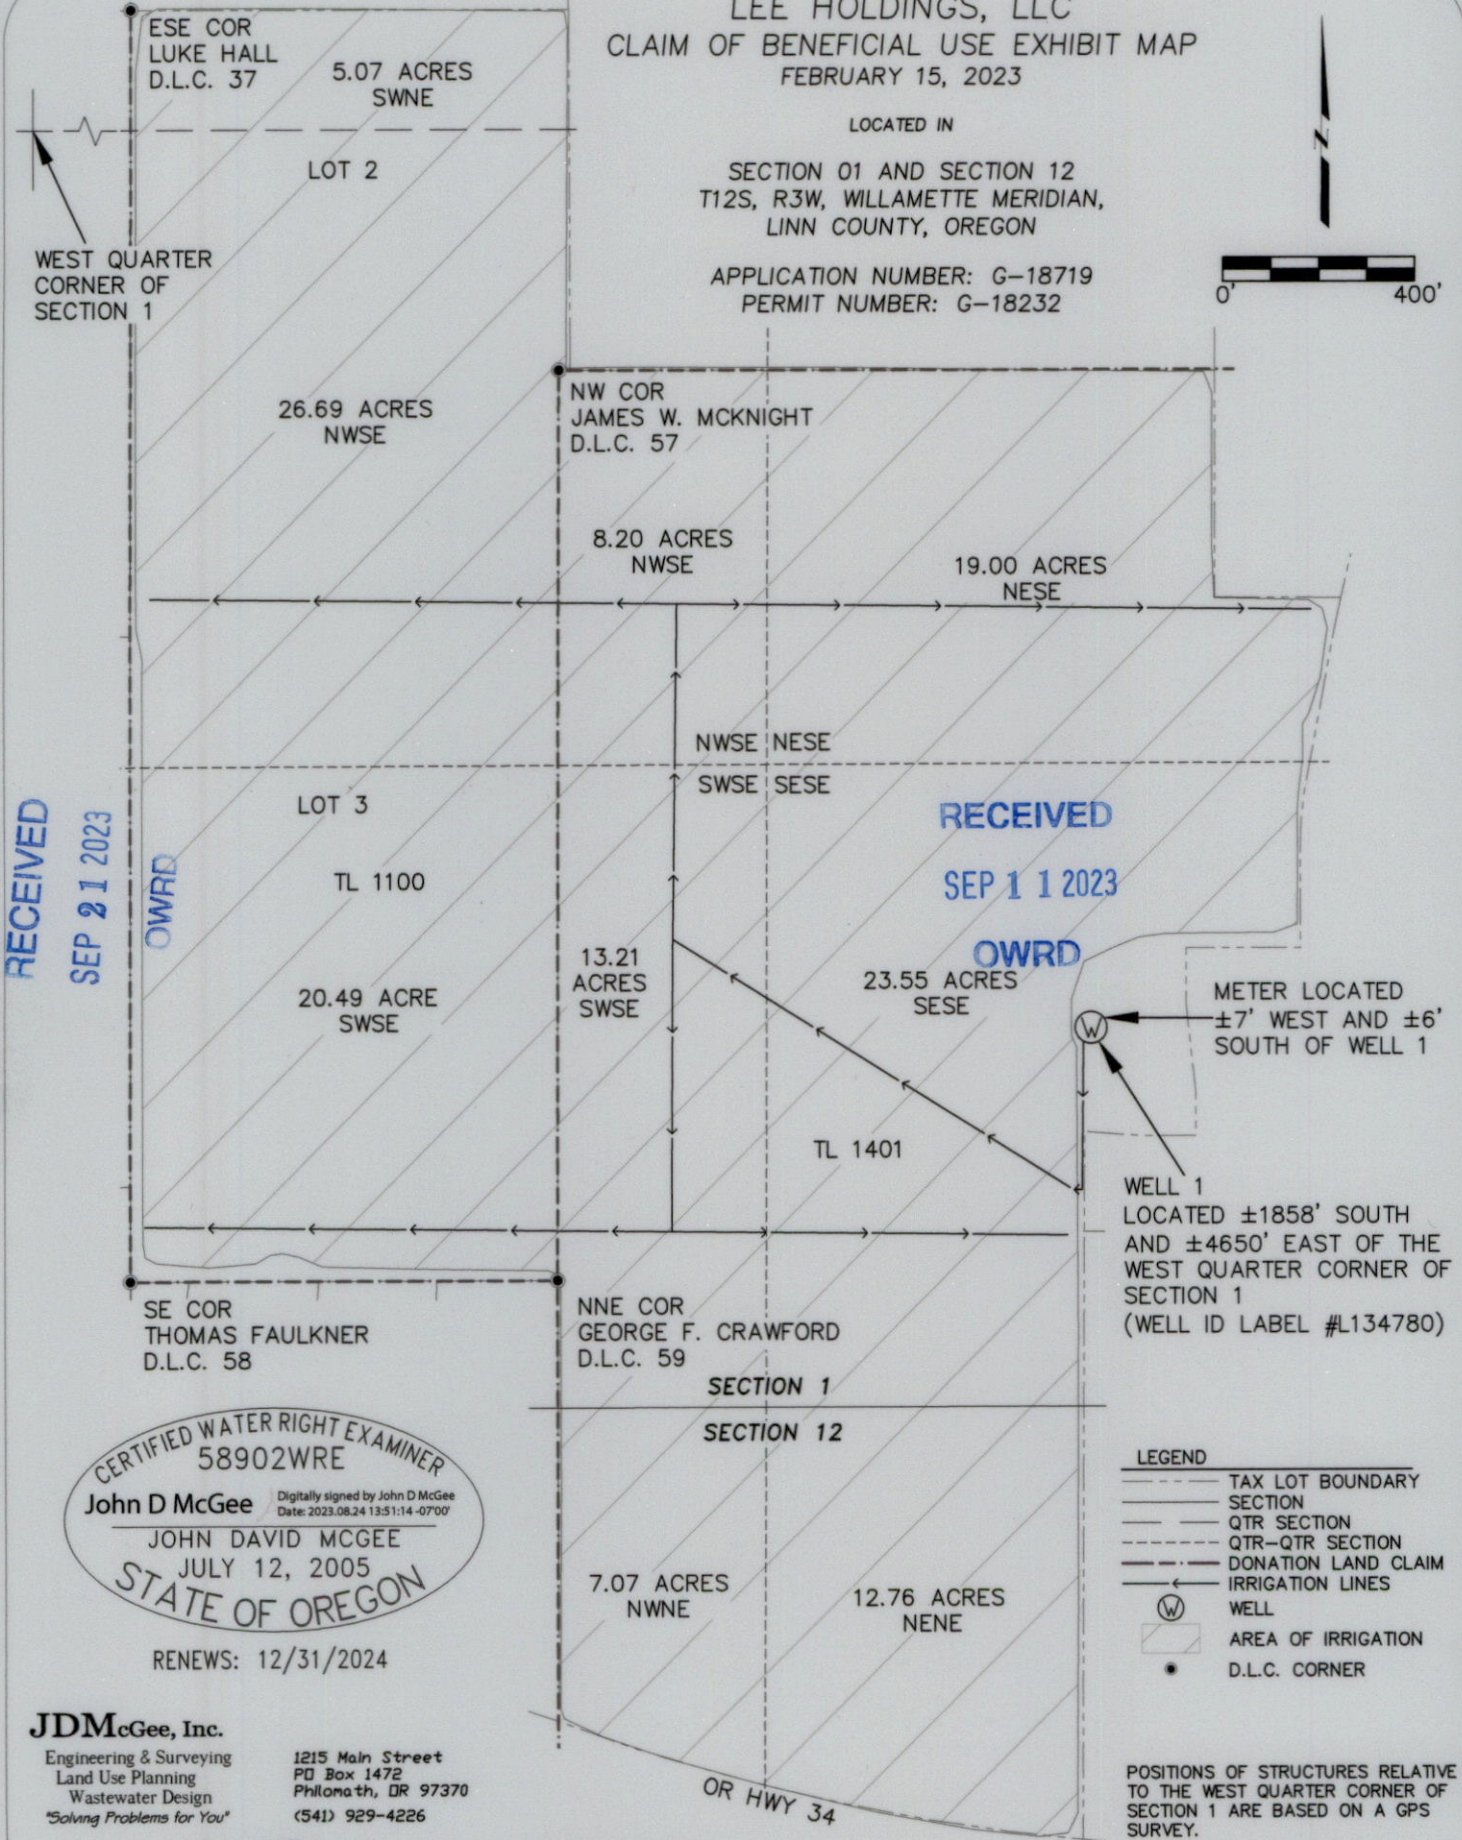 LEE HOLDINGS, LLC
CLAIM OF BENEFICIAL USE EXHIBIT MAP
FEBRUARY 15, 2023
LOCATED IN
SECTION 01 AND SECTION 12
T12S, R3W, WILLAMETTE MERIDIAN,
LINN COUNTY, OREGON
APPLICATION NUMBER: G-18719
PERMIT NUMBER: G-18232
N
0' 400'
ESE COR
LUKE HALL
D.L.C. 37
5.07 ACRES
SWNE
LOT 2
WEST QUARTER
CORNER OF
SECTION 1
26.69 ACRES
NWSE
NW COR
JAMES W. MCKNIGHT
D.L.C. 57
8.20 ACRES
NWSE
19.00 ACRES
NESE
NWSE NESE
SWSE SESE
LOT 3
TL 1100
RECEIVED
SEP 21 2023
OWRD
RECEIVED
SEP 11 2023
OWRD
20.49 ACRE
SWSE
13.21
ACRES
SWSE
23.55 ACRES
SESE
W
METER LOCATED
±7' WEST AND ±6'
SOUTH OF WELL 1
TL 1401
WELL 1
LOCATED ±1858' SOUTH
AND ±4650' EAST OF THE
WEST QUARTER CORNER OF
SECTION 1
(WELL ID LABEL #L134780)
SE COR
THOMAS FAULKNER
D.L.C. 58
NNE COR
GEORGE F. CRAWFORD
D.L.C. 59
SECTION 1
SECTION 12
CERTIFIED WATER RIGHT EXAMINER
58902WRE
John D McGee
Digitally signed by John D McGee
Date: 2023.08.24 13:51:14 -07'00'
JOHN DAVID MCGEE
JULY 12, 2005
STATE OF OREGON
RENEWS: 12/31/2024
7.07 ACRES
NWNE
12.76 ACRES
NENE
OR HWY 34
LEGEND
TAX LOT BOUNDARY
SECTION
QTR SECTION
QTR-QTR SECTION
DONATION LAND CLAIM
IRRIGATION LINES
W WELL
AREA OF IRRIGATION
D.L.C. CORNER
JDMcGee, Inc.
Engineering & Surveying
Land Use Planning
Wastewater Design
"Solving Problems for You"
1215 Main Street
PO Box 1472
Philomath, OR 97370
(541) 929-4226
POSITIONS OF STRUCTURES RELATIVE
TO THE WEST QUARTER CORNER OF
SECTION 1 ARE BASED ON A GPS
SURVEY.